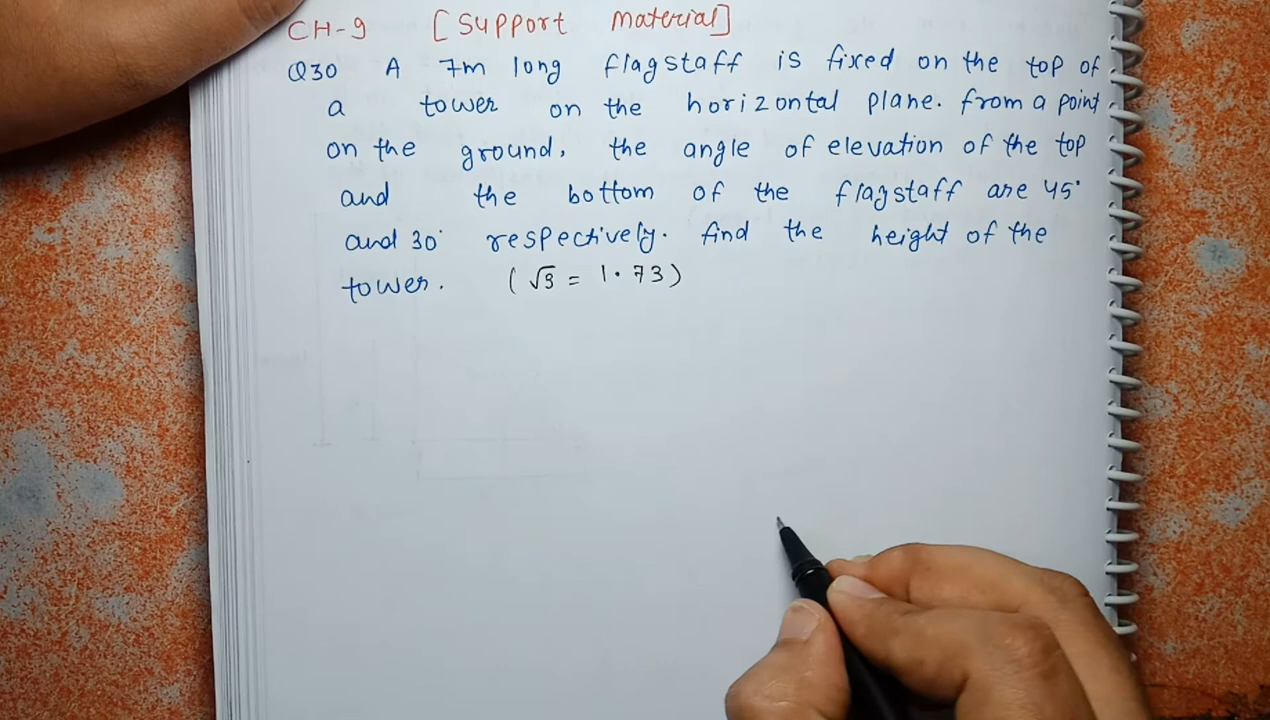 CH-9 [Support material]
Q30 A 7m long flagstaff is fixed on the top of
a tower on the horizontal plane. from a point
on the ground, the angle of elevation of the top
and the bottom of the flagstaff are 45°
and 30° respectively. find the height of the
tower. (√3 = 1.73)